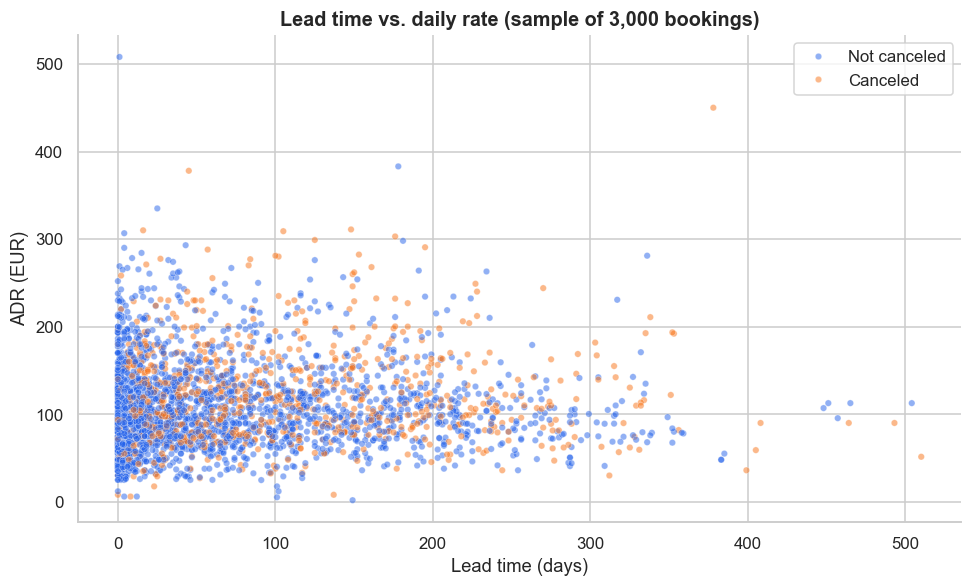 Lead time vs. daily rate (sample of 3,000 bookings)
Not canceled
Canceled
ADR (EUR)
500
400
300
200
100
0
0 100 200 300 400 500
Lead time (days)